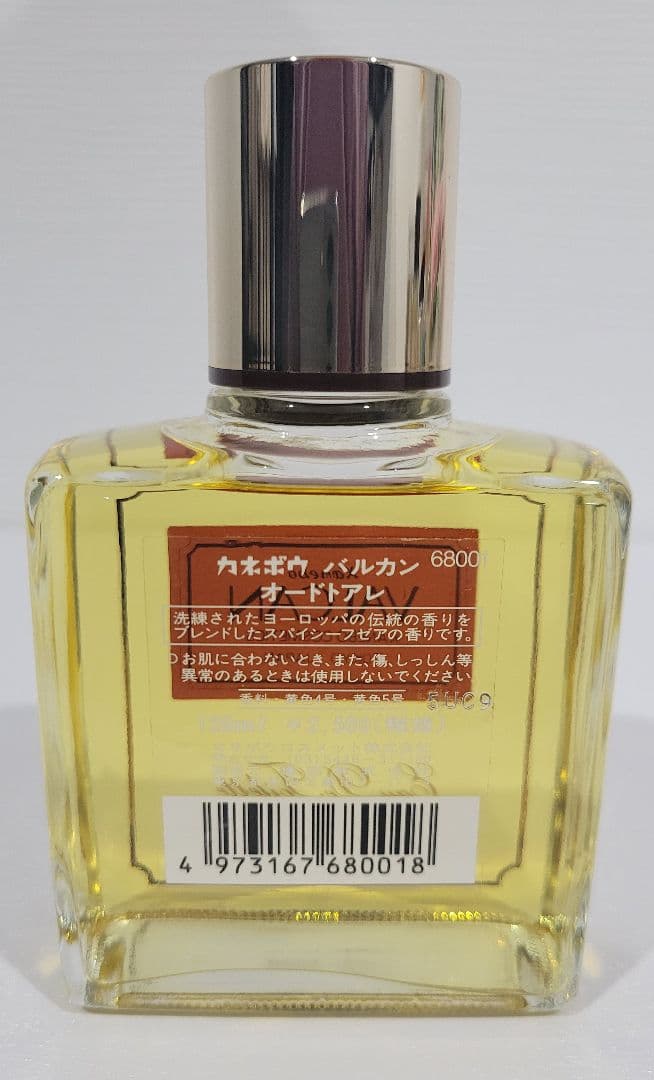 カネボウ バルカン 68001
オードトアレ
洗練されたヨーロッパの伝統の香りを
ブレンドしたスパイシーフゼアの香りです。
お肌に合わないとき、また、傷、しっしん等
異常のあるときは使用しないでください
香料・黄色4号・黄色5号
5UC9
4 973167 680018